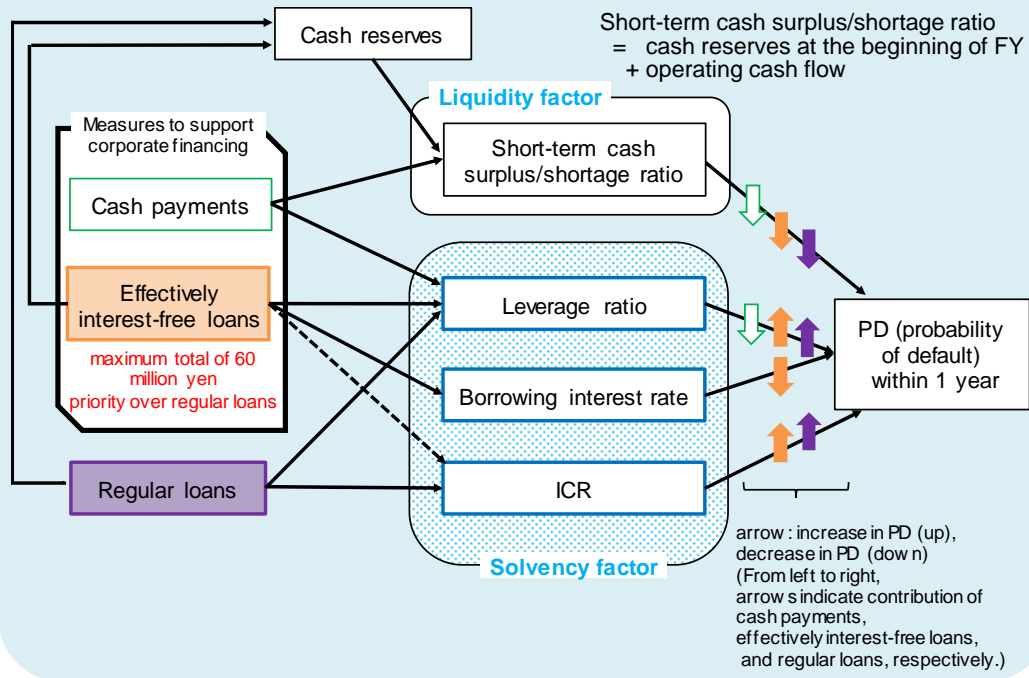 Cash reserves
Short-term cash surplus/shortage ratio
= cash reserves at the beginning of FY
+ operating cash flow
Liquidity factor
Measures to support
corporate financing
Short-term cash
surplus/shortage ratio
Cash payments
Effectively
interest-free loans
Leverage ratio
PD (probability
of default)
within 1 year
maximum total of 60
million yen
priority over regular loans
Borrowing interest rate
Regular loans
ICR
Solvency factor
arrow : increase in PD (up),
decrease in PD (down)
(From left to right,
arrows indicate contribution of
cash payments,
effectively interest-free loans,
and regular loans, respectively.)